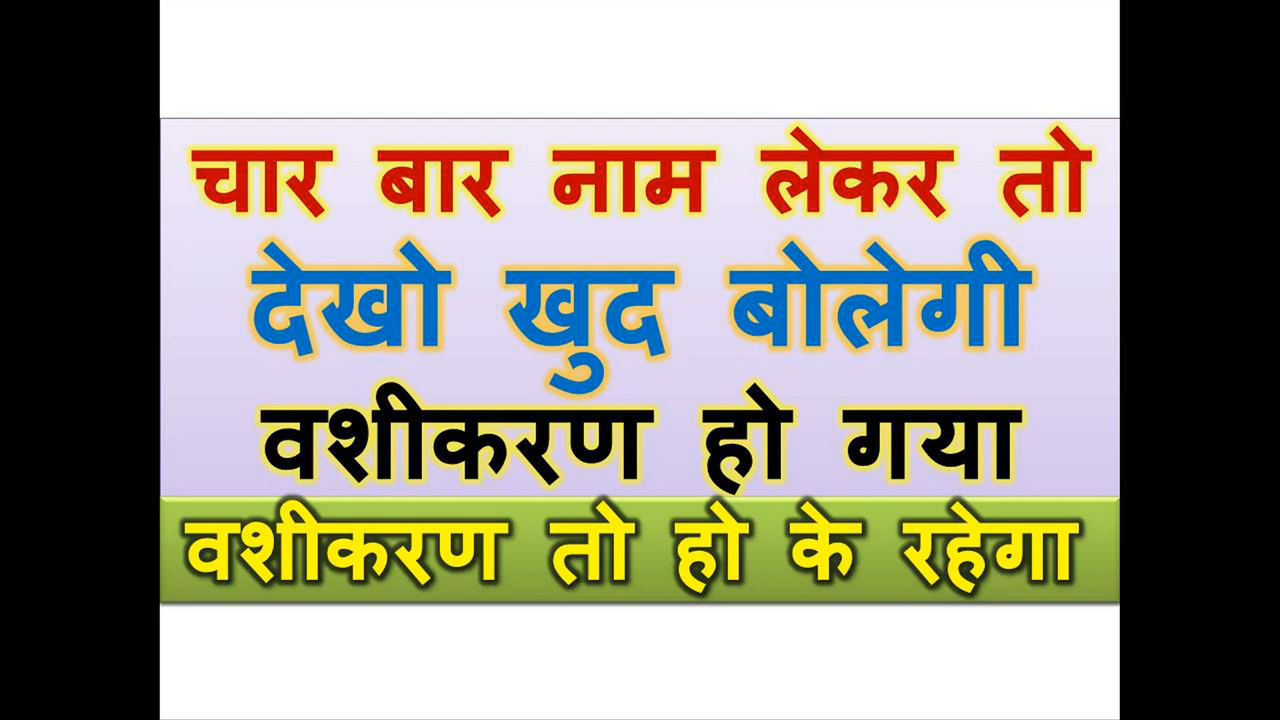 चार बार नाम लेकर तो
देखो खुद बोलेगी
वशीकरण हो गया
वशीकरण तो हो के रहेगा